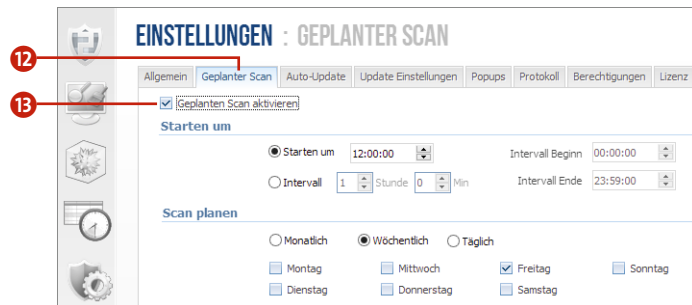 EINSTELLUNGEN : GEPLANTER SCAN
12
Allgemein Geplanter Scan Auto-Update Update Einstellungen Popups Protokoll Berechtigungen Lizenz
13
Geplanten Scan aktivieren
Starten um
Starten um 12:00:00 Intervall Beginn 00:00:00
Intervall 1 Stunde 0 Min Intervall Ende 23:59:00
Scan planen
Monatlich Wöchentlich Täglich
Montag Mittwoch Freitag Sonntag
Dienstag Donnerstag Samstag